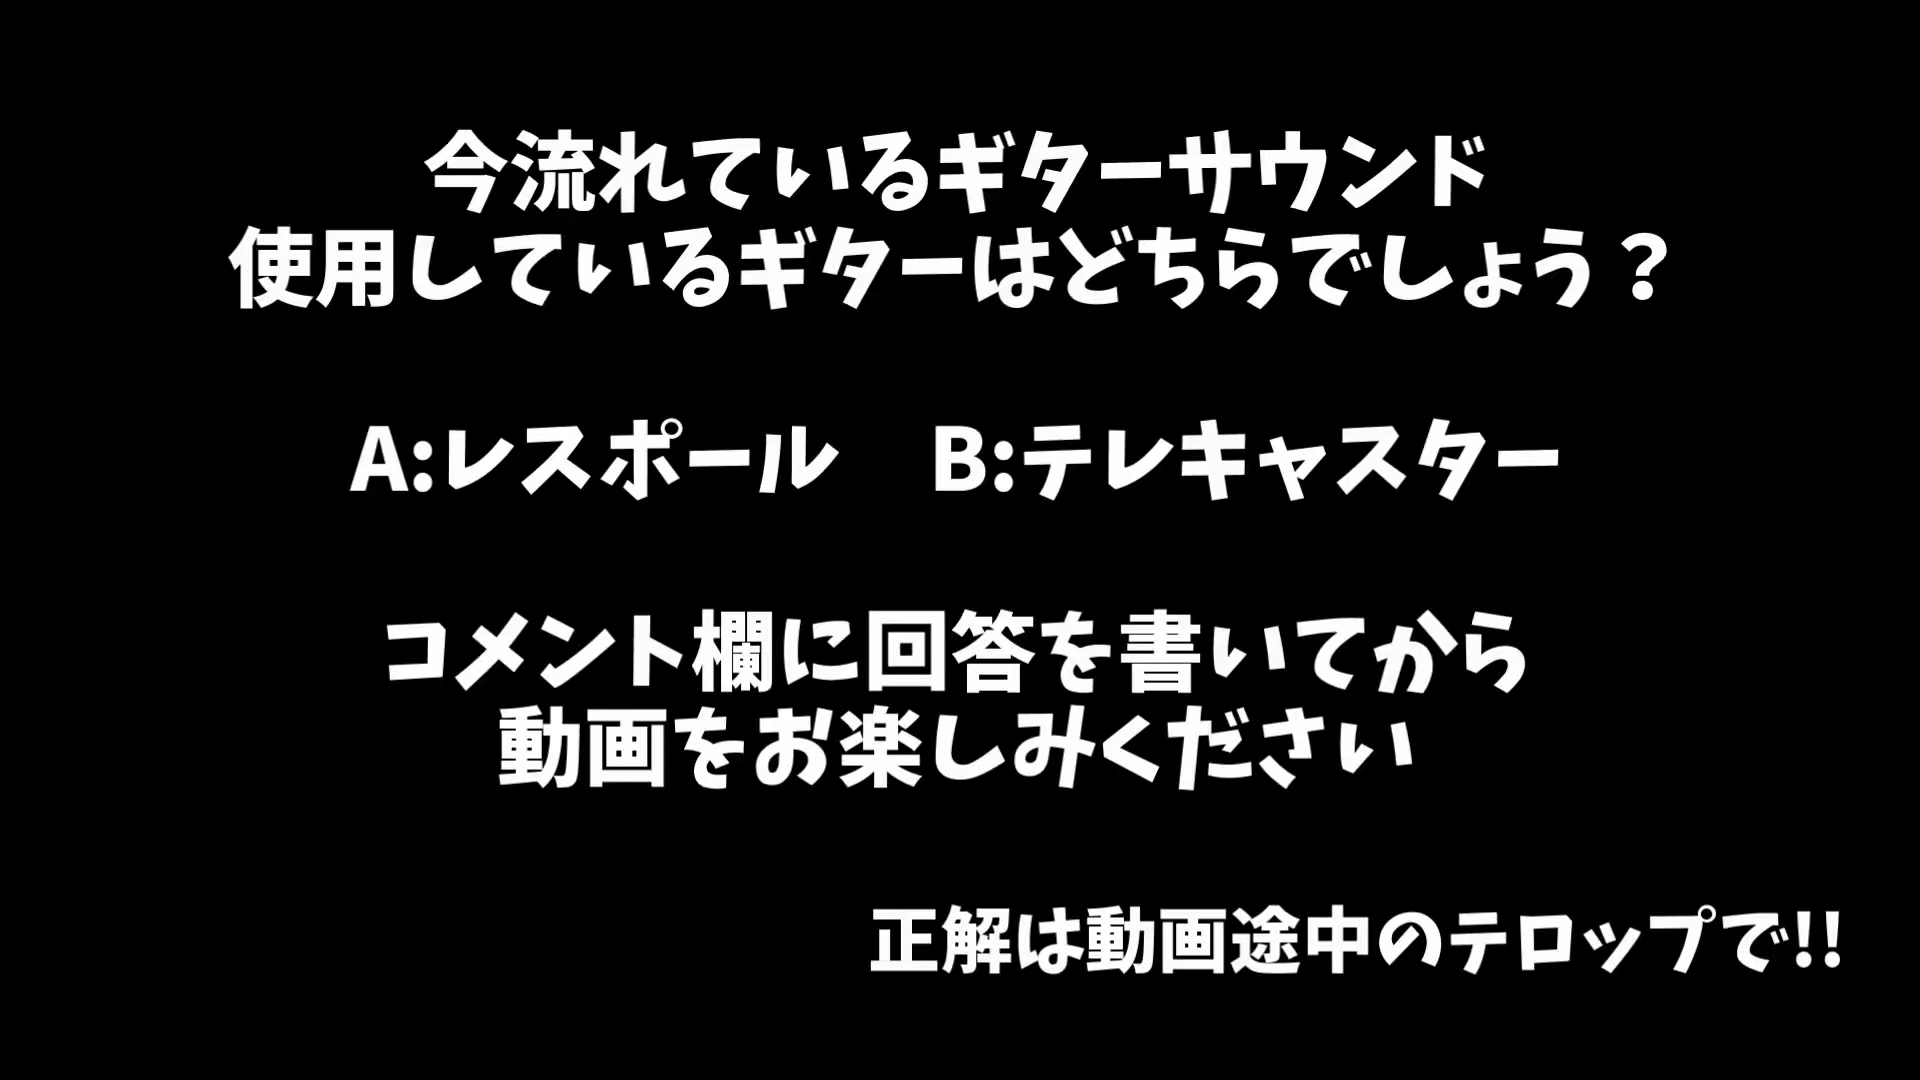 今流れているギターサウンド
使用しているギターはどちらでしょう？
A:レスポール　B:テレキャスター
コメント欄に回答を書いてから
動画をお楽しみください
正解は動画途中のテロップで!!